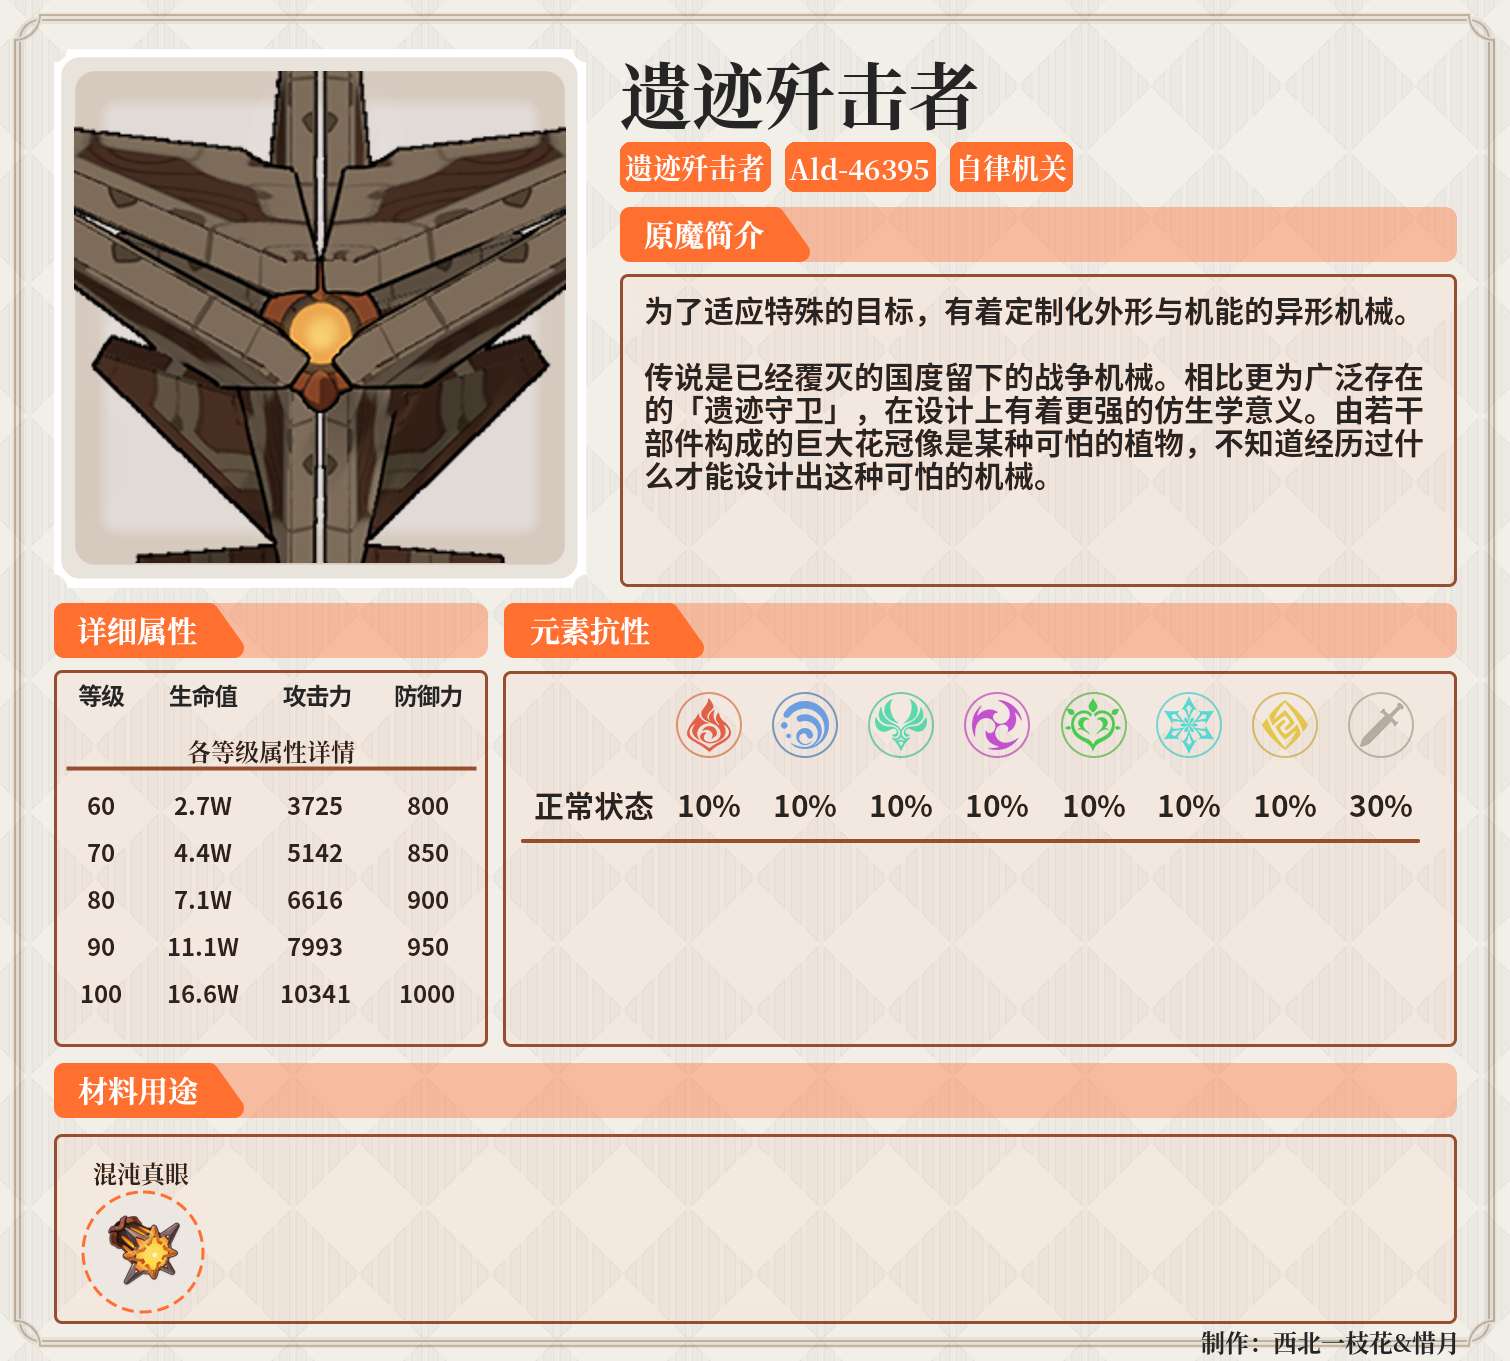 遗迹歼击者
遗迹歼击者 Ald-46395 自律机关
原魔简介
为了适应特殊的目标，有着定制化外形与机能的异形机械。
传说是已经覆灭的国度留下的战争机械。相比更为广泛存在
的「遗迹守卫」，在设计上有着更强的仿生学意义。由若干
部件构成的巨大花冠像是某种可怕的植物，不知道经历过什
么才能设计出这种可怕的机械。
详细属性
等级 生命值 攻击力 防御力
各等级属性详情
60 2.7W 3725 800
70 4.4W 5142 850
80 7.1W 6616 900
90 11.1W 7993 950
100 16.6W 10341 1000
元素抗性
正常状态 10% 10% 10% 10% 10% 10% 10% 30%
材料用途
混沌真眼
制作：西北一枝花&惜月